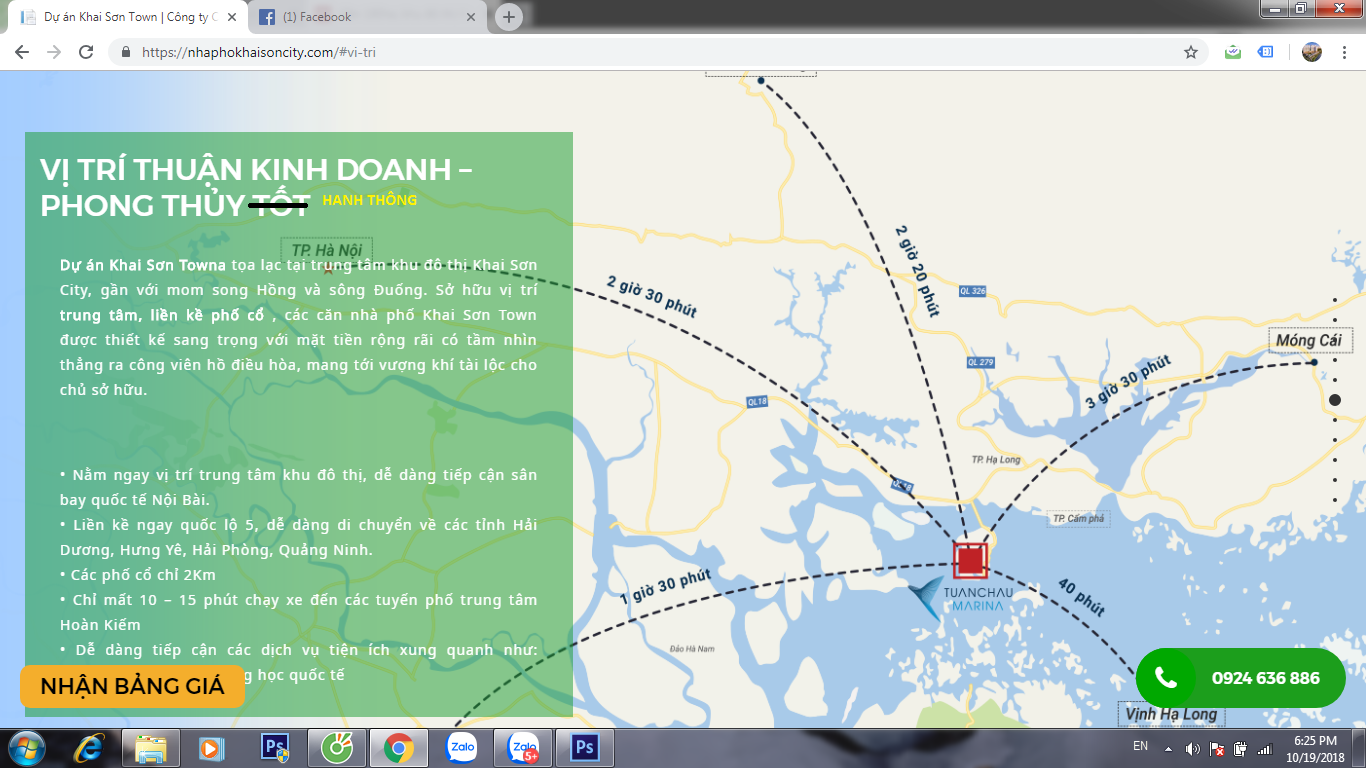 Dự án Khai Sơn Town | Công ty C
(1) Facebook
https://nhaphokhaisoncity.com/#vi-tri
VỊ TRÍ THUẬN KINH DOANH –
PHONG THỦY TỐT HANH THÔNG
TP. Hà Nội
Dự án Khai Sơn Towna tọa lạc tại trung tâm khu đô thị Khai Sơn
City, gần với mom song Hồng và sông Đuống. Sở hữu vị trí
trung tâm, liền kề phố cổ , các căn nhà phố Khai Sơn Town
được thiết kế sang trọng với mặt tiền rộng rãi có tầm nhìn
thẳng ra công viên hồ điều hòa, mang tới vượng khí tài lộc cho
chủ sở hữu.
• Nằm ngay vị trí trung tâm khu đô thị, dễ dàng tiếp cận sân
bay quốc tế Nội Bài.
• Liền kề ngay quốc lộ 5, dễ dàng di chuyển về các tỉnh Hải
Dương, Hưng Yê, Hải Phòng, Quảng Ninh.
• Các phố cổ chỉ 2Km
• Chỉ mất 10 – 15 phút chạy xe đến các tuyến phố trung tâm
Hoàn Kiếm
• Dễ dàng tiếp cận các dịch vụ tiện ích xung quanh như:
học quốc tế
NHẬN BẢNG GIÁ
2 giờ 30 phút
2 giờ 20 phút
QL 326
QL 279
Móng Cái
3 giờ 30 phút
QL18
TP. Hạ Long
QL18
TP. Cẩm phả
1 giờ 30 phút
TUANCHAU
MARINA
40 phút
Đảo Hà Nam
0924 636 886
Vịnh Hạ Long
Ps
Zalo
Zalo
5+
Ps
EN
6:25 PM
10/19/2018